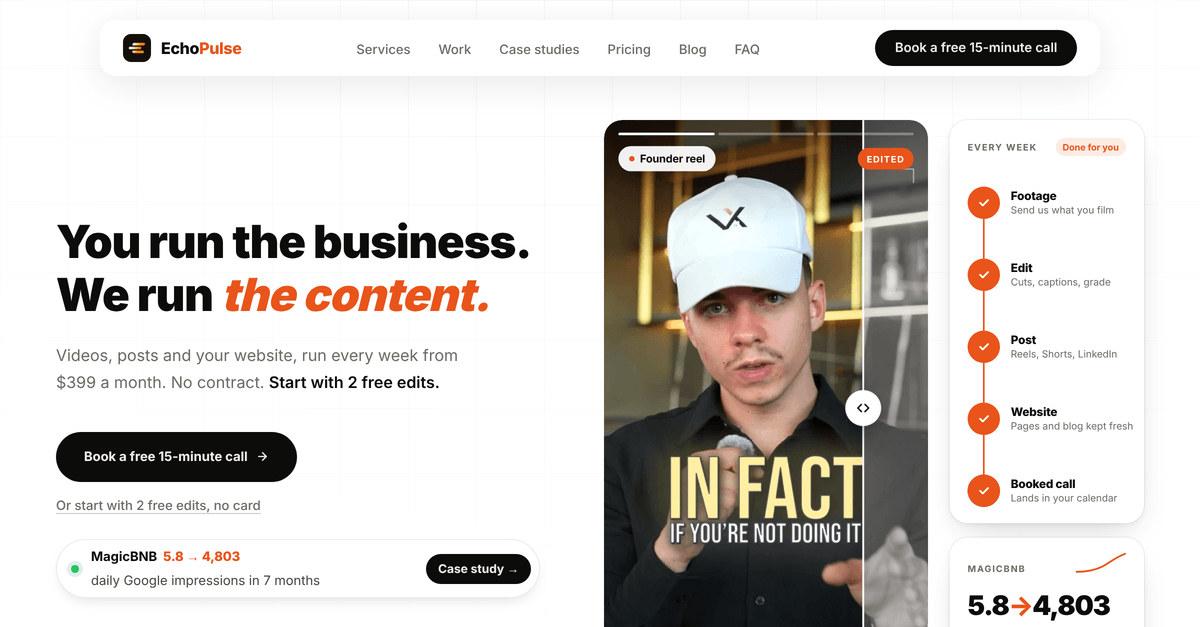 EchoPulse
Services
Work
Case studies
Pricing
Blog
FAQ
Book a free 15-minute call
You run the business.
We run the content.
Videos, posts and your website, run every week from
$399 a month. No contract. Start with 2 free edits.
Book a free 15-minute call →
Or start with 2 free edits, no card
MagicBNB 5.8 → 4,803
daily Google impressions in 7 months
Case study →
Founder reel
EDITED
IN FACT
IF YOU'RE NOT DOING IT
EVERY WEEK
Done for you
Footage
Send us what you film
Edit
Cuts, captions, grade
Post
Reels, Shorts, LinkedIn
Website
Pages and blog kept fresh
Booked call
Lands in your calendar
MAGICBNB
5.8→4,803